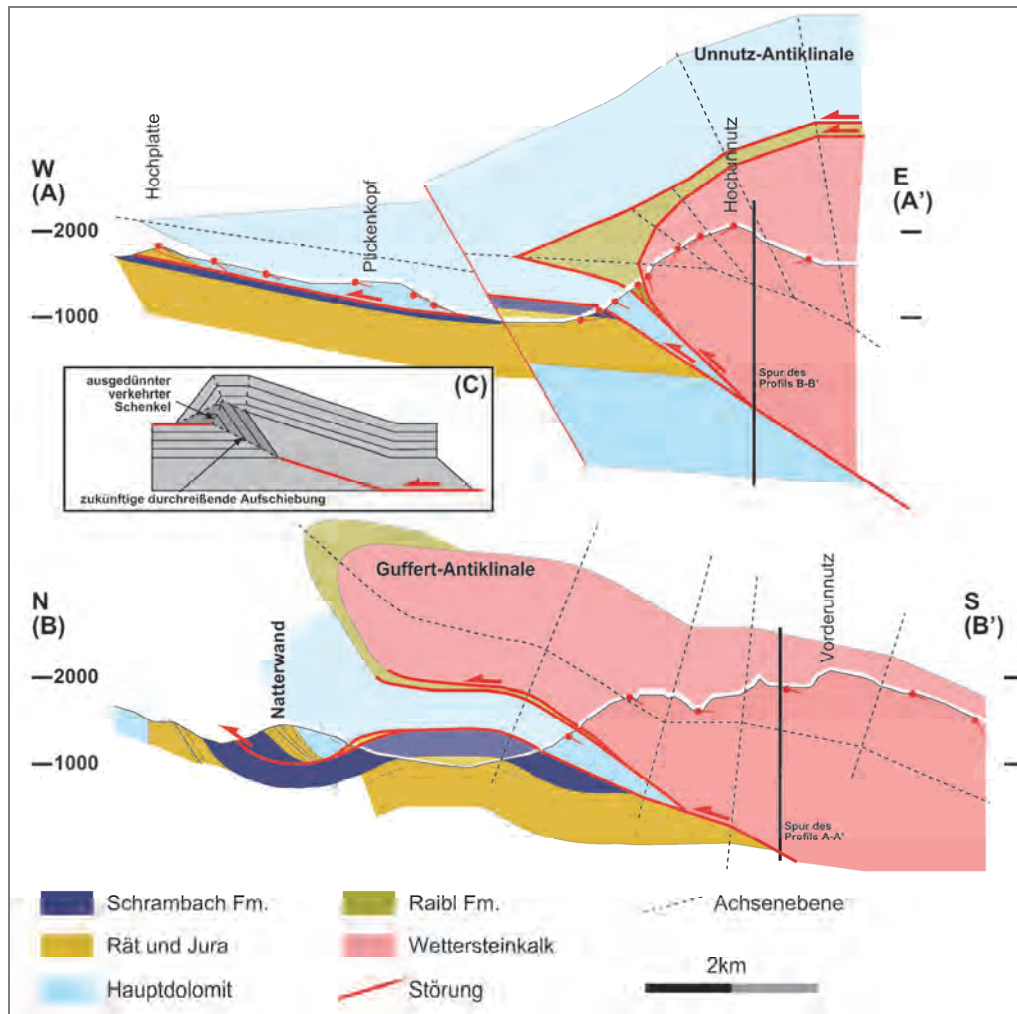 Unnutz-Antiklinale
Hochplatte
W
(A)
Plickenkopf
Hochunnutz
E
(A')
2000
1000
Spur des
Profils B-B'
ausgedünnter
verkehrter
Schenkel
(C)
zukünftige durchreißende Aufschiebung
Guffert-Antiklinale
N
(B)
Natterwand
Vorderunnutz
S
(B')
2000
1000
Spur des
Profils A-A'
Schrambach Fm.
Raibl Fm.
Achsenebene
Rät und Jura
Wettersteinkalk
Hauptdolomit
Störung
2km